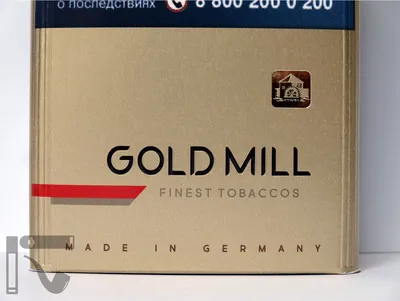 о последствиях 8 800 200 0 200
GOLD MILL
FINEST TOBACCOS
MADE IN GERMANY